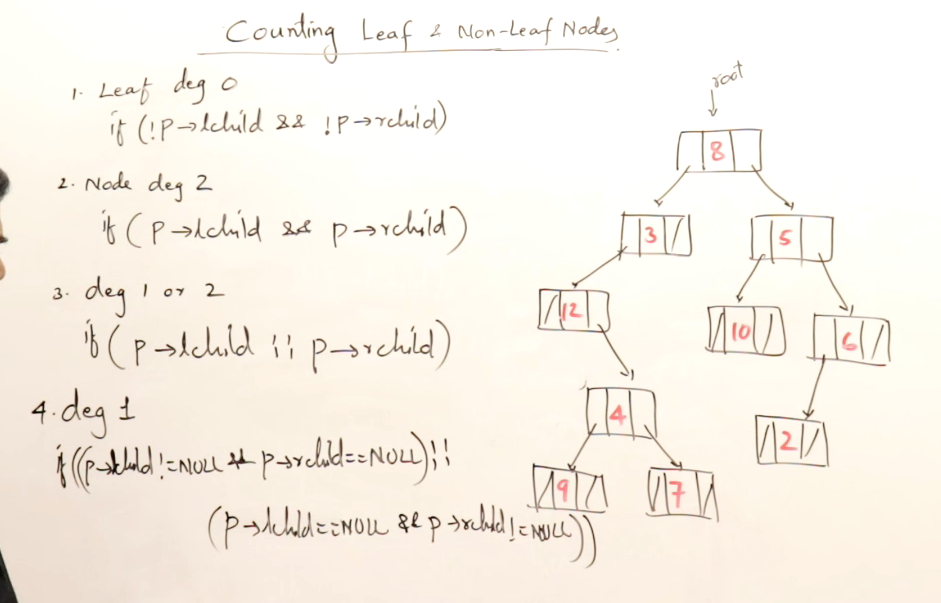 Counting Leaf & Non-Leaf Nodes
1. Leaf deg 0
if (!p→lchild && !p→rchild)
2. Node deg 2
if (p→lchild && p→rchild)
3. deg 1 or 2
if (p→lchild || p→rchild)
4. deg 1
if ((p→lchild!=NULL && p→rchild==NULL)||
(p→lchild==NULL && p→rchild!=NULL))
root
8
3 5
12 10 6
4 2
9 7